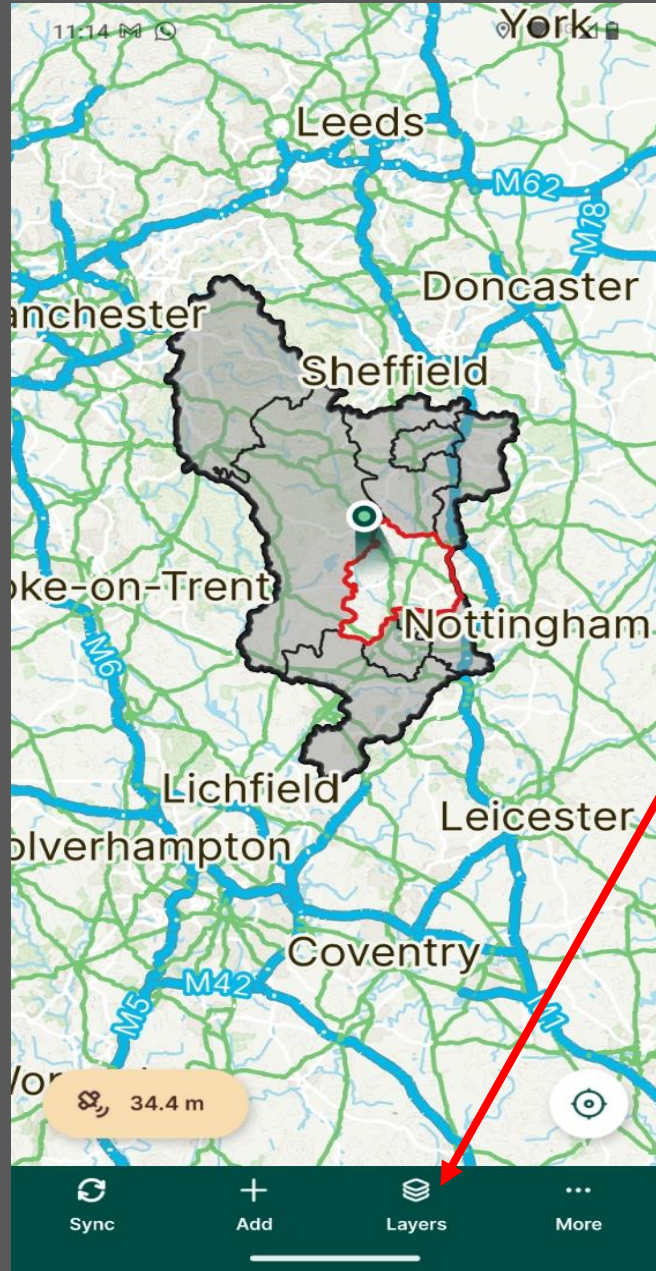 11:14
York
Leeds
M62
M18
Doncaster
anchester
Sheffield
oke-on-Trent
Nottingham
M6
Lichfield
Leicester
olverhampton
Coventry
M42
M5
M1
34.4 m
Sync
Add
Layers
More